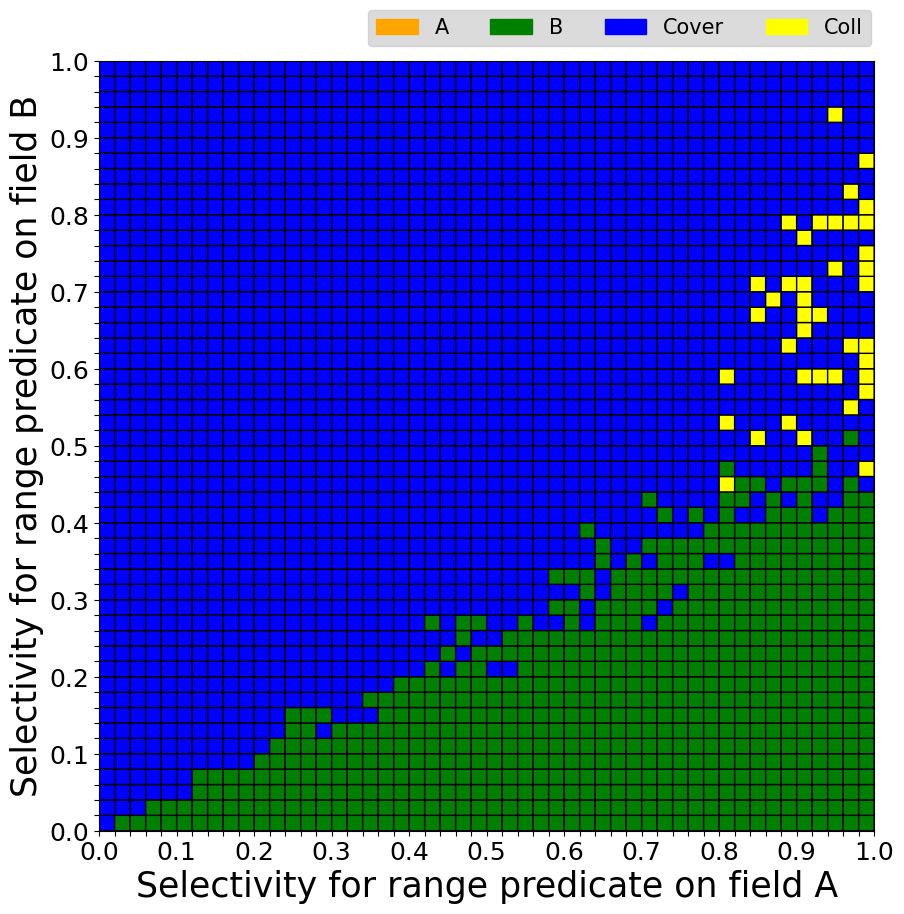 A B Cover Coll
1.0
0.9
0.8
0.7
0.6
0.5
0.4
0.3
0.2
0.1
0.0
Selectivity for range predicate on field B
0.0 0.1 0.2 0.3 0.4 0.5 0.6 0.7 0.8 0.9 1.0
Selectivity for range predicate on field A